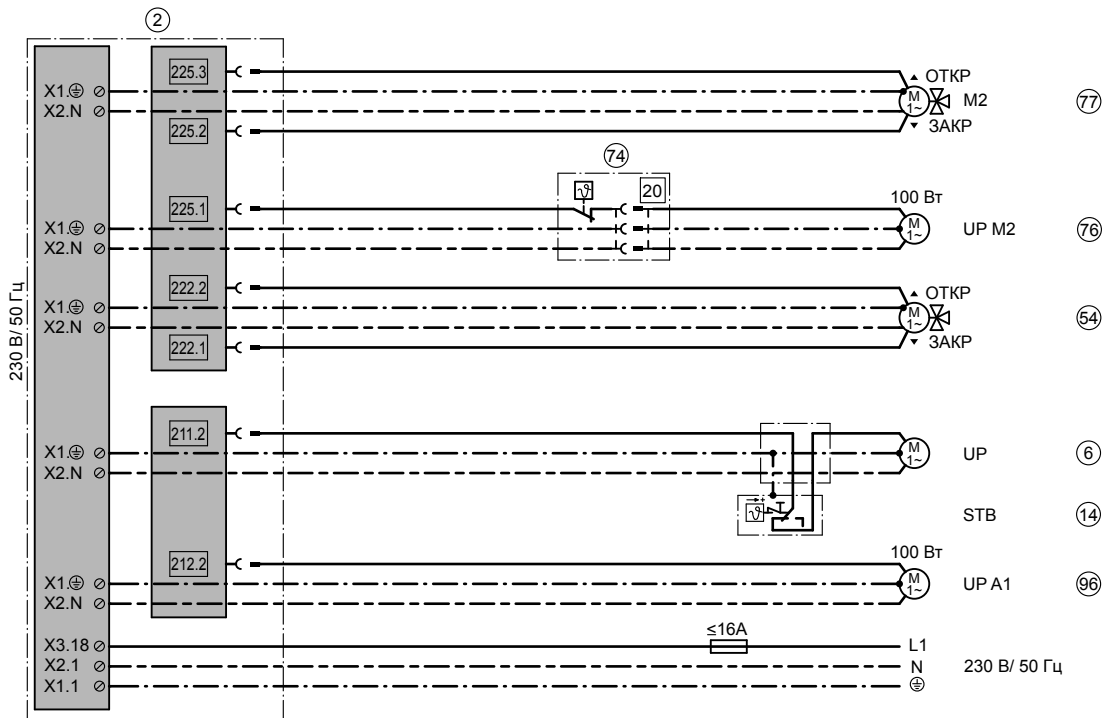 2
225.3
ОТКР
X1.
M
1~
M2
77
X2.N
225.2
ЗАКР
74
ϑ
20
225.1
100 Вт
X1.
M
1~
UP M2
76
X2.N
222.2
ОТКР
X1.
M
1~
54
X2.N
222.1
ЗАКР
230 В/ 50 Гц
211.2
X1.
M
1~
UP
6
X2.N
ϑ
STB
14
212.2
100 Вт
X1.
M
1~
UP A1
96
X2.N
≤16A
X3.18
L1
X2.1
N
230 В/ 50 Гц
X1.1